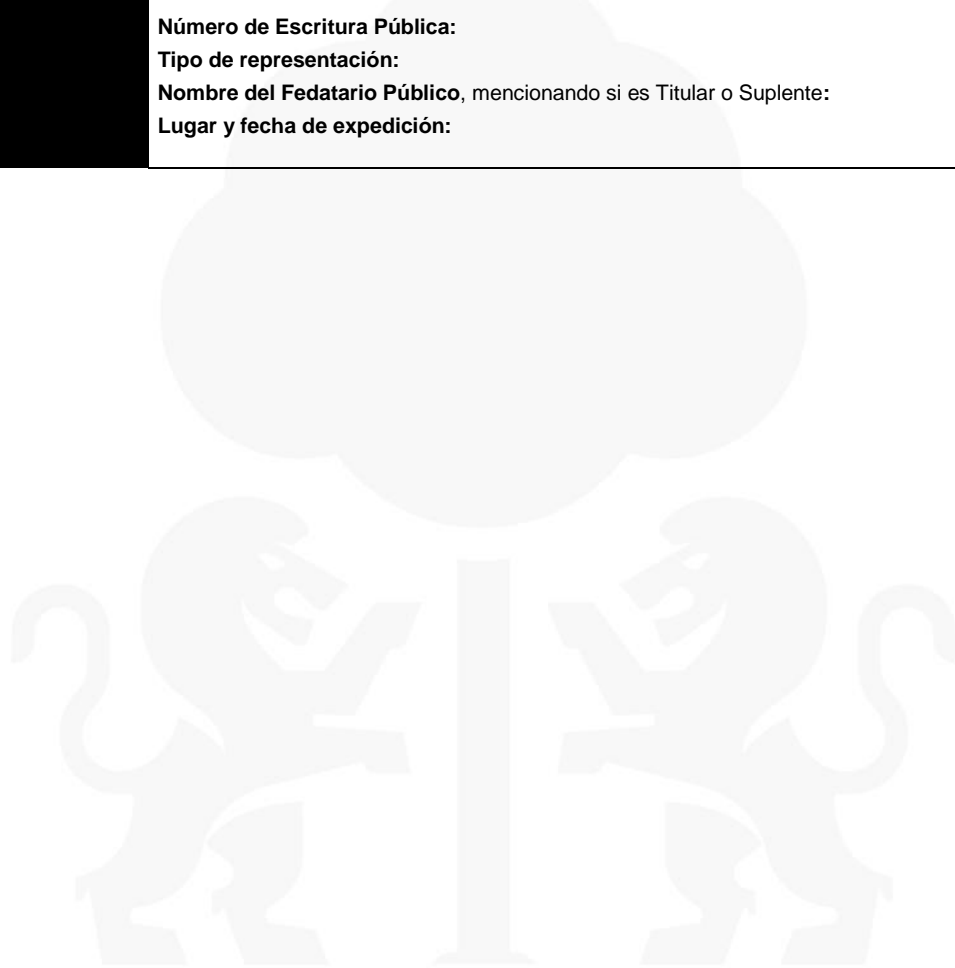 Número de Escritura Pública:
Tipo de representación:
Nombre del Fedatario Público, mencionando si es Titular o Suplente:
Lugar y fecha de expedición: